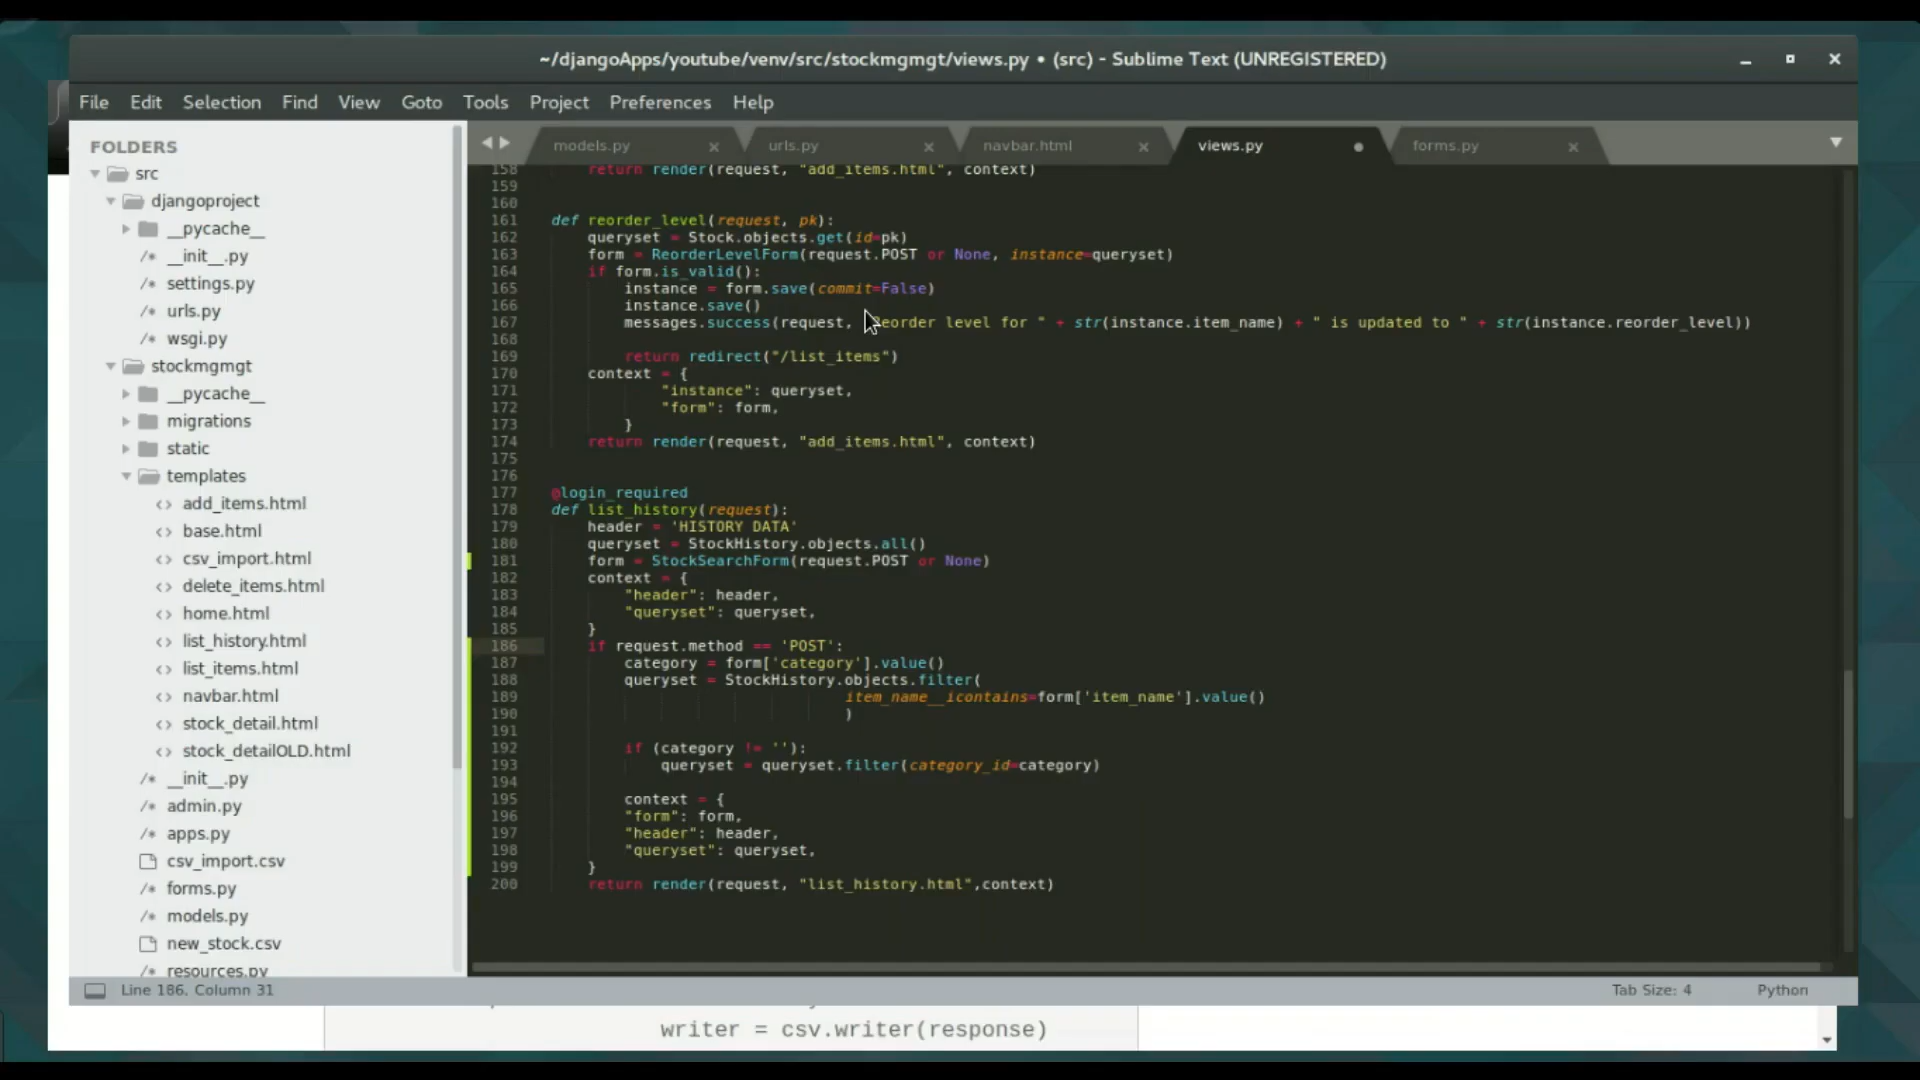 ~/djangoApps/youtube/venv/src/stockmgmgt/views.py • (src) - Sublime Text (UNREGISTERED)
File Edit Selection Find View Goto Tools Project Preferences Help
FOLDERS
src
djangoproject
__pycache__
__init__.py
settings.py
urls.py
wsgi.py
stockmgmgt
__pycache__
migrations
static
templates
add_items.html
base.html
csv_import.html
delete_items.html
home.html
list_history.html
list_items.html
navbar.html
stock_detail.html
stock_detailOLD.html
__init__.py
admin.py
apps.py
csv_import.csv
forms.py
models.py
new_stock.csv
resources.py
models.py urls.py navbar.html views.py forms.py
158 return render(request, "add_items.html", context)
159
160
161 def reorder_level(request, pk):
162 queryset = Stock.objects.get(id=pk)
163 form = ReorderLevelForm(request.POST or None, instance=queryset)
164 if form.is_valid():
165 instance = form.save(commit=False)
166 instance.save()
167 messages.success(request, "Reorder level for " + str(instance.item_name) + " is updated to " + str(instance.reorder_level))
168
169 return redirect("/list_items")
170 context = {
171 "instance": queryset,
172 "form": form,
173 }
174 return render(request, "add_items.html", context)
175
176
177 @login_required
178 def list_history(request):
179 header = 'HISTORY DATA'
180 queryset = StockHistory.objects.all()
181 form = StockSearchForm(request.POST or None)
182 context = {
183 "header": header,
184 "queryset": queryset,
185 }
186 if request.method == 'POST':
187 category = form['category'].value()
188 queryset = StockHistory.objects.filter(
189 item_name__icontains=form['item_name'].value()
190 )
191
192 if (category != ''):
193 queryset = queryset.filter(category_id=category)
194
195 context = {
196 "form": form,
197 "header": header,
198 "queryset": queryset,
199 }
200 return render(request, "list_history.html",context)
Line 186, Column 31 Tab Size: 4 Python
writer = csv.writer(response)